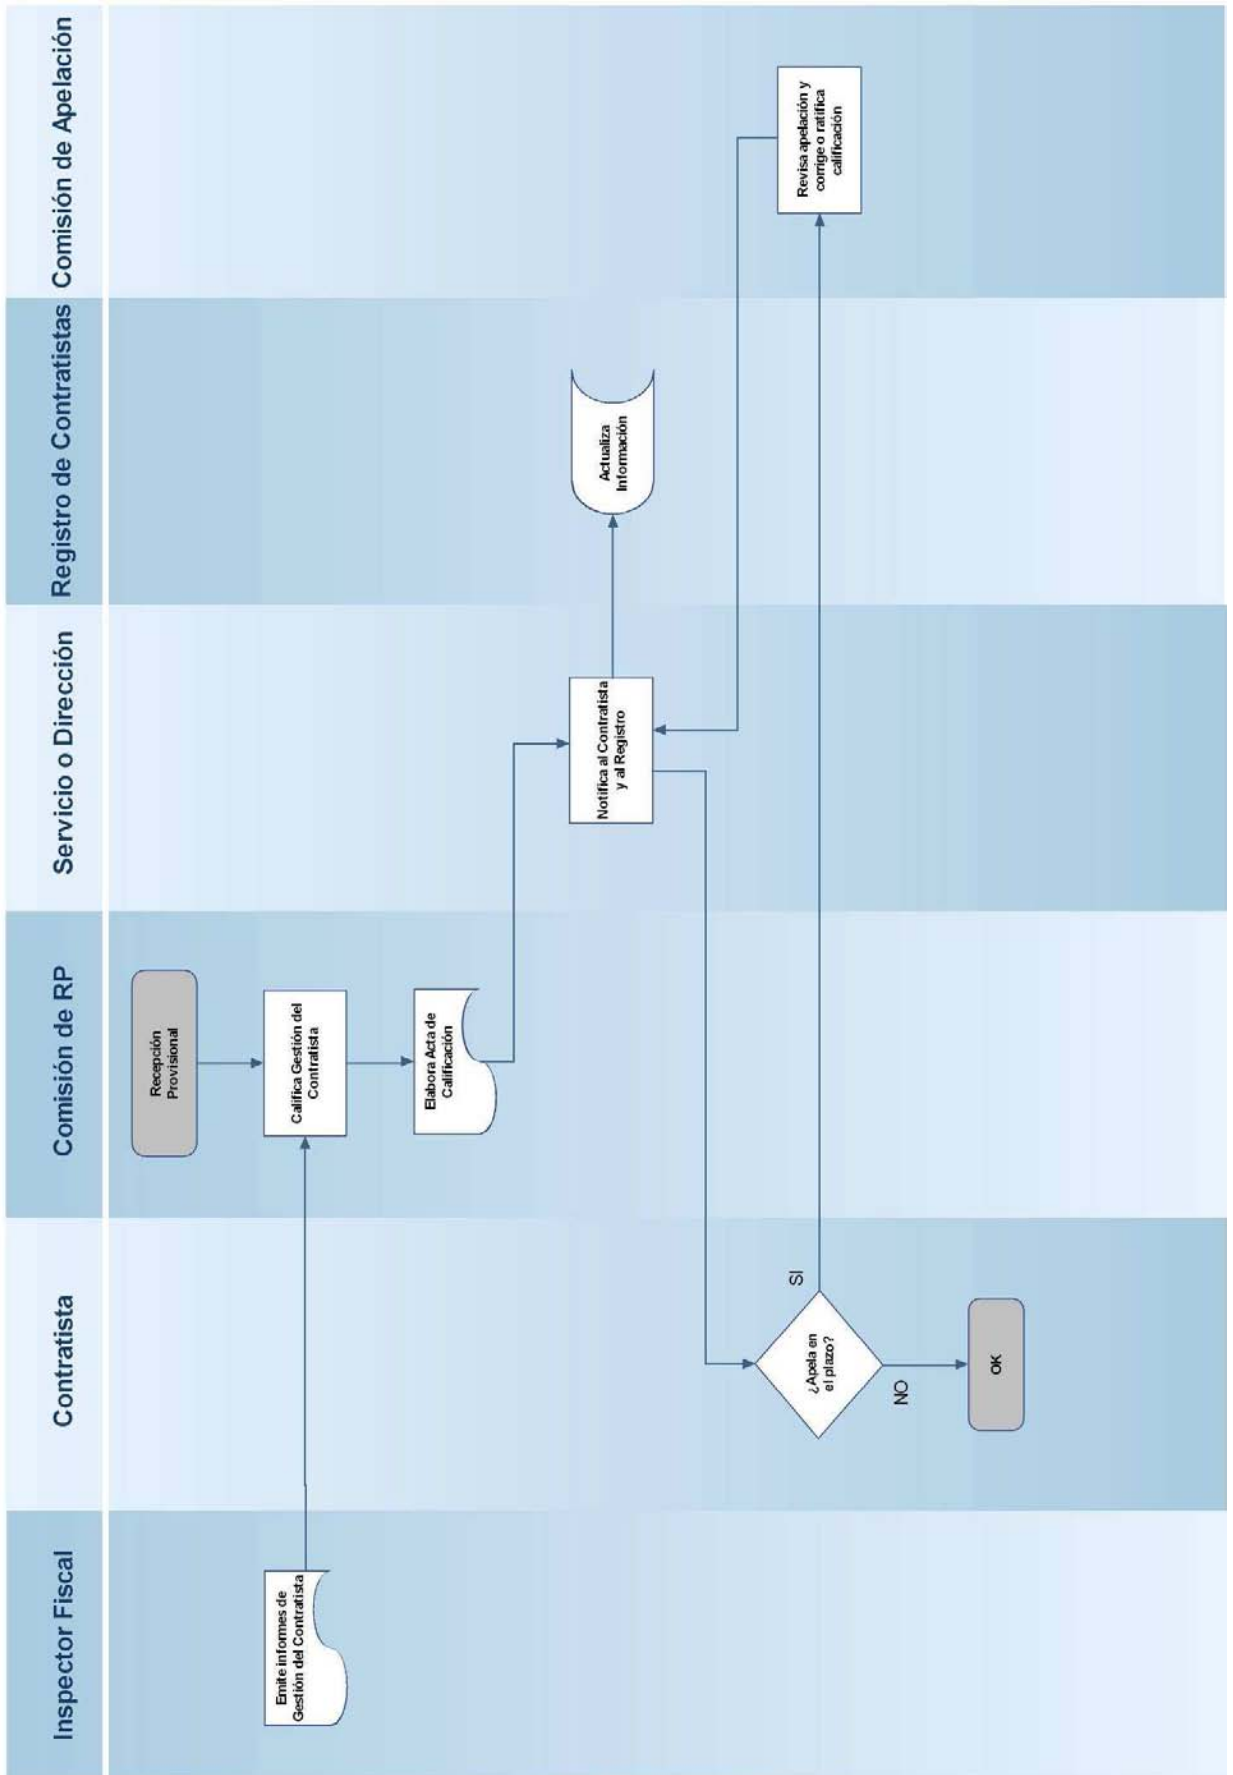 Inspector Fiscal
Contratista
Comisión de RP
Servicio o Dirección
Registro de Contratistas
Comisión de Apelación
Recepción
Provisional
Emite informes de
Gestión del Contratista
Califica Gestión del
Contratista
Elabora Acta de
Calificación
Notifica al Contratista
y al Registro
Actualiza
Información
¿Apela en
el plazo?
SI
NO
Revisa apelación y
corrige o ratifica
calificación
OK